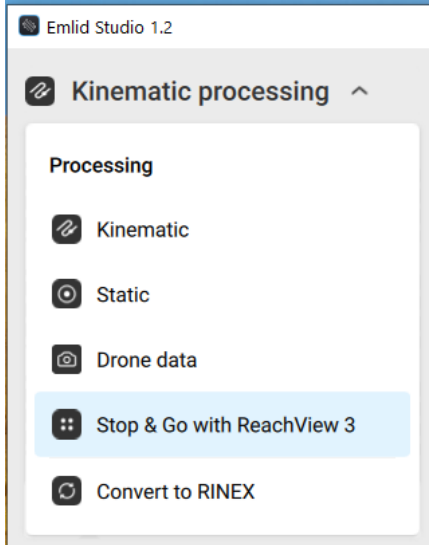 Emlid Studio 1.2
Kinematic processing
Processing
Kinematic
Static
Drone data
Stop & Go with ReachView 3
Convert to RINEX